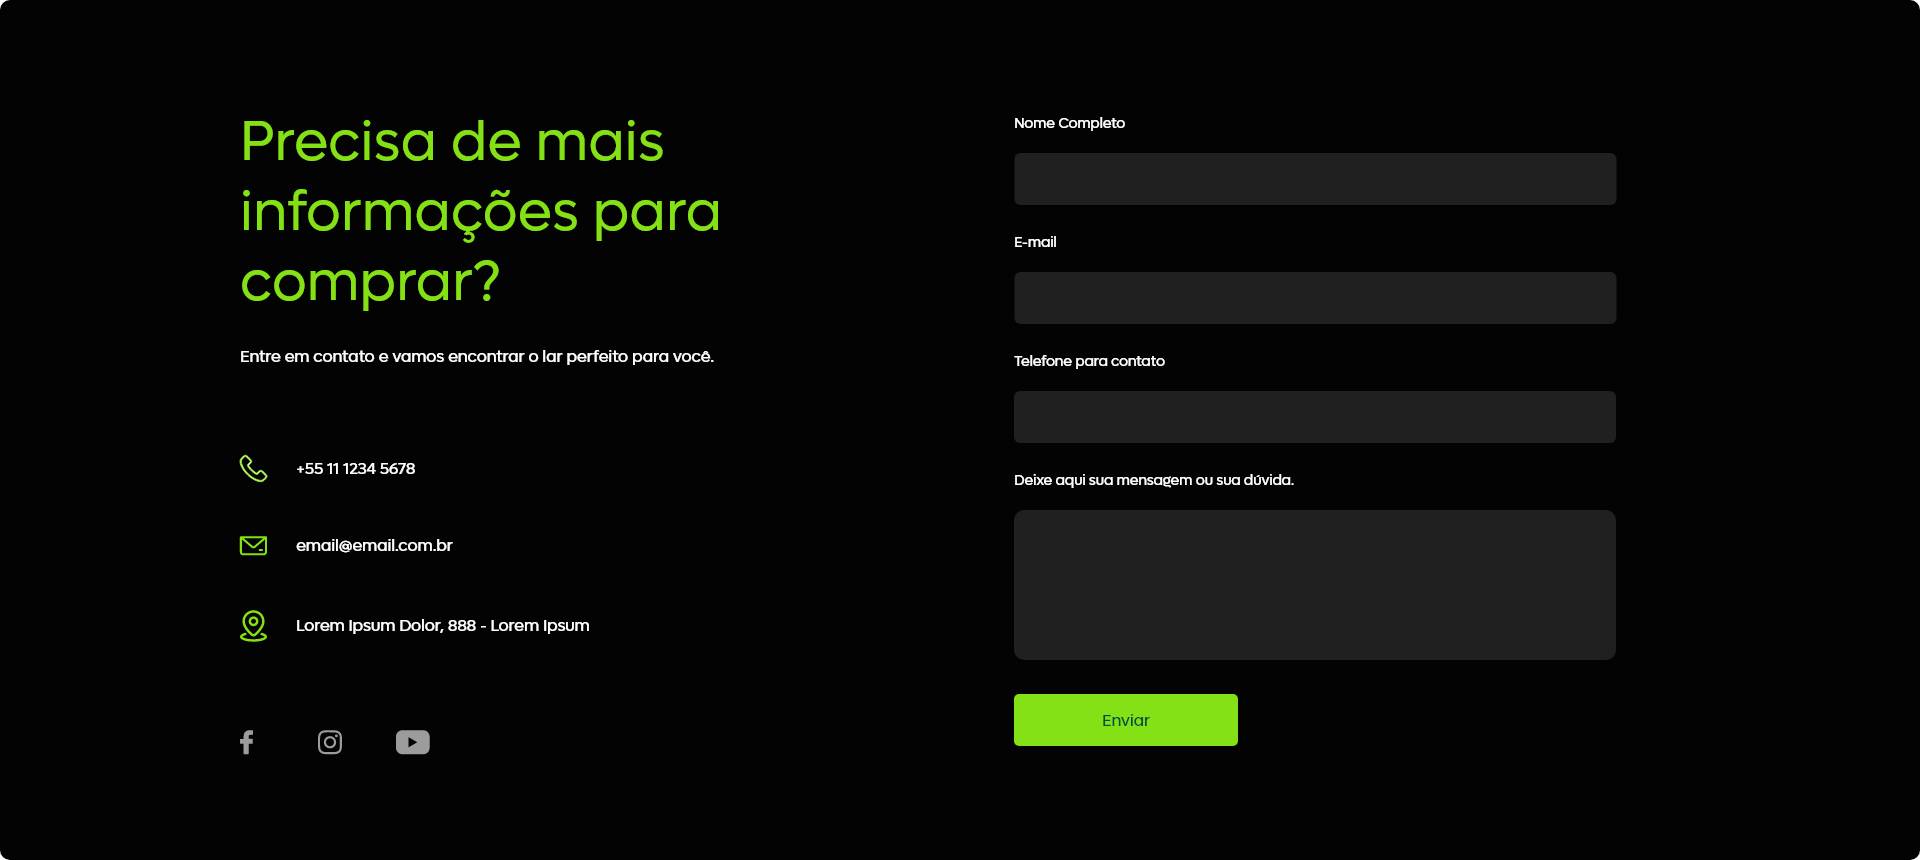 Precisa de mais
informações para
comprar?
Entre em contato e vamos encontrar o lar perfeito para você.
+55 11 1234 5678
email@email.com.br
Lorem Ipsum Dolor, 888 - Lorem Ipsum
Nome Completo
E-mail
Telefone para contato
Deixe aqui sua mensagem ou sua dúvida.
Enviar